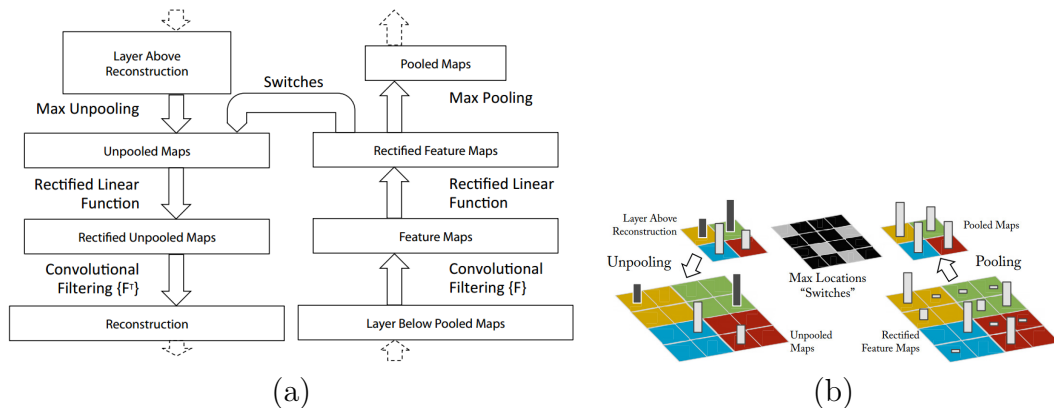 Layer Above
Reconstruction
Pooled Maps
Switches
Max Unpooling
Max Pooling
Unpooled Maps
Rectified Feature Maps
Rectified Linear
Function
Rectified Linear
Function
Rectified Unpooled Maps
Feature Maps
Convolutional
Filtering {Fᵀ}
Convolutional
Filtering {F}
Reconstruction
Layer Below Pooled Maps
(a)
Layer Above
Reconstruction
Pooled Maps
Unpooling
Max Locations
“Switches”
Pooling
Unpooled
Maps
Rectified
Feature Maps
(b)